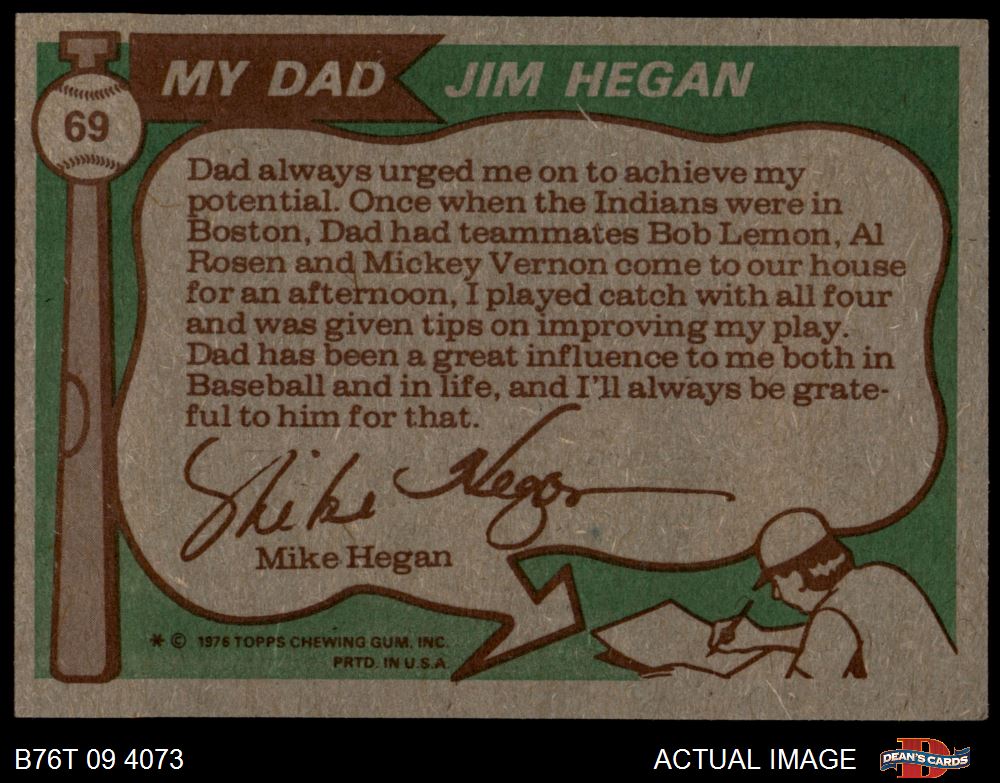 MY DAD JIM HEGAN
69
Dad always urged me on to achieve my
potential. Once when the Indians were in
Boston, Dad had teammates Bob Lemon, Al
Rosen and Mickey Vernon come to our house
for an afternoon, I played catch with all four
and was given tips on improving my play.
Dad has been a great influence to me both in
Baseball and in life, and I'll always be grate-
ful to him for that.
Mike Hegan
Mike Hegan
* © 1976 TOPPS CHEWING GUM, INC.
PRTD. IN U.S.A.
B76T 09 4073 ACTUAL IMAGE DEAN'S CARDS